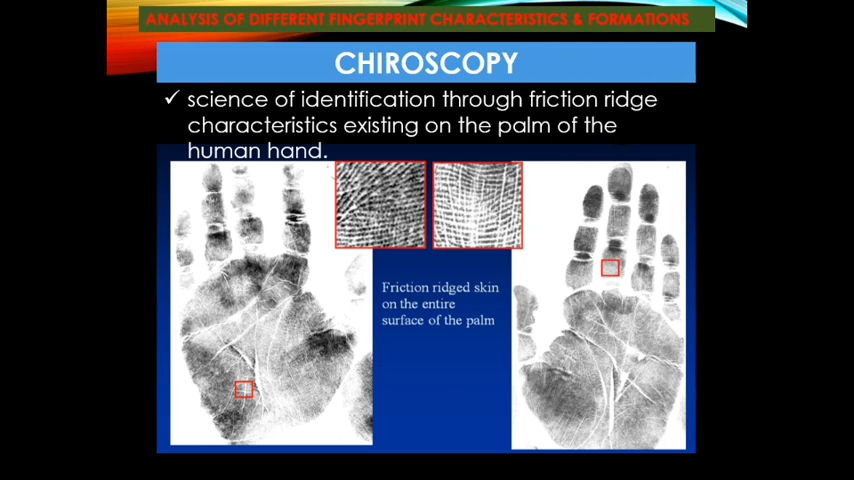 ANALYSIS OF DIFFERENT FINGERPRINT CHARACTERISTICS & FORMATIONS
CHIROSCOPY
✓ science of identification through friction ridge
characteristics existing on the palm of the
human hand.
Friction ridged skin
on the entire
surface of the palm